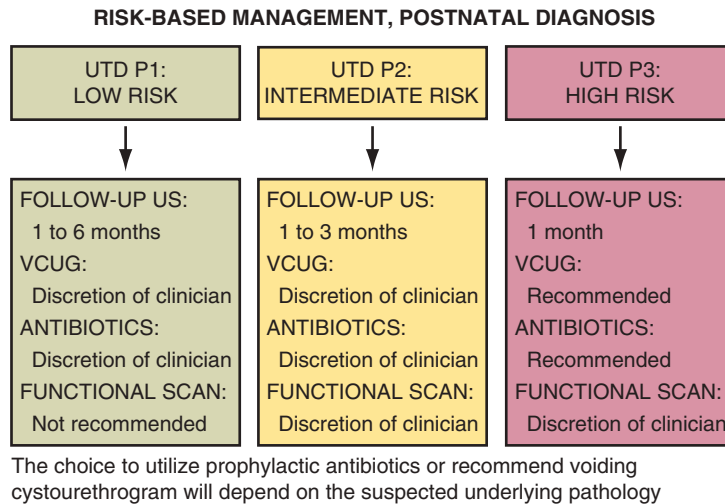 RISK-BASED MANAGEMENT, POSTNATAL DIAGNOSIS
UTD P1:
LOW RISK
UTD P2:
INTERMEDIATE RISK
UTD P3:
HIGH RISK
FOLLOW-UP US:
1 to 6 months
VCUG:
Discretion of clinician
ANTIBIOTICS:
Discretion of clinician
FUNCTIONAL SCAN:
Not recommended
FOLLOW-UP US:
1 to 3 months
VCUG:
Discretion of clinician
ANTIBIOTICS:
Discretion of clinician
FUNCTIONAL SCAN:
Discretion of clinician
FOLLOW-UP US:
1 month
VCUG:
Recommended
ANTIBIOTICS:
Recommended
FUNCTIONAL SCAN:
Discretion of clinician
The choice to utilize prophylactic antibiotics or recommend voiding
cystourethrogram will depend on the suspected underlying pathology